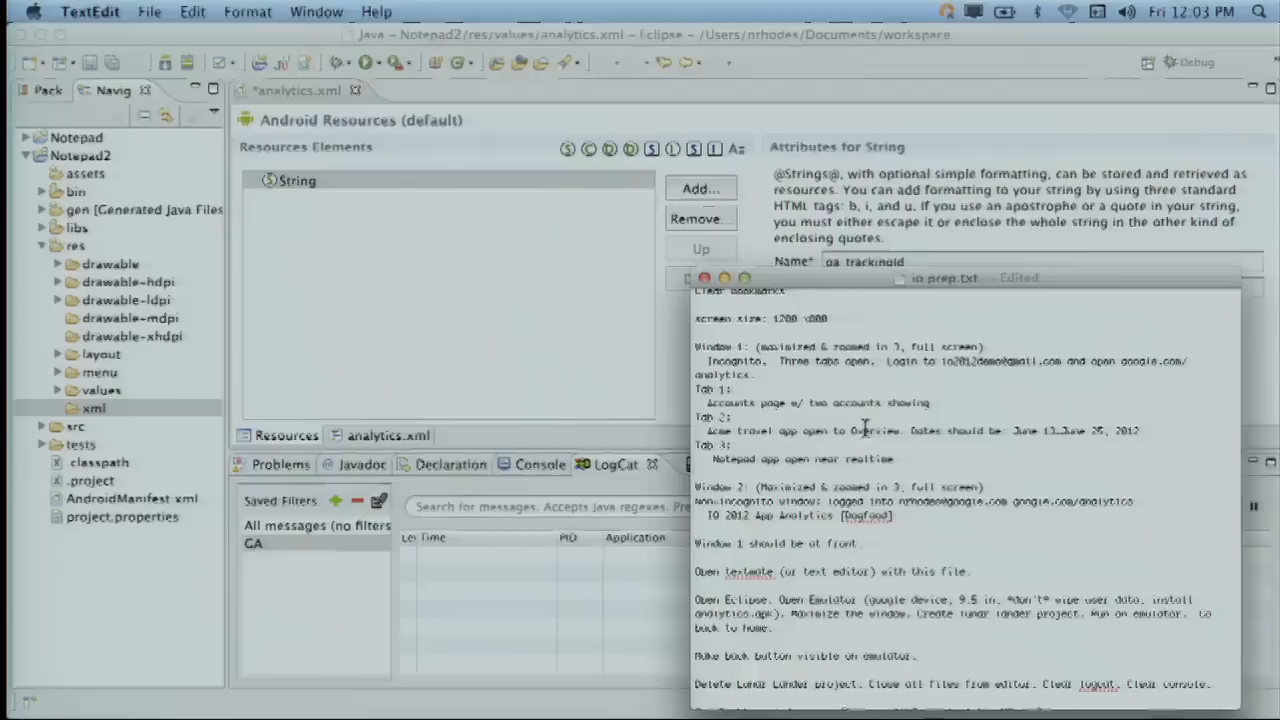 TextEdit File Edit Format Window Help Fri 12:03 PM
Java - Notepad2/res/values/analytics.xml - Eclipse - /Users/nrhodes/Documents/workspace
Debug
Pack Navig
*analytics.xml
Notepad
Notepad2
assets
bin
gen [Generated Java Files
libs
res
drawable
drawable-hdpi
drawable-ldpi
drawable-mdpi
drawable-xhdpi
layout
menu
values
xml
src
tests
.classpath
.project
AndroidManifest.xml
project.properties
Android Resources (default)
Resources Elements
Az
String
Add...
Remove...
Up
Attributes for String
@Strings@, with optional simple formatting, can be stored and retrieved as
resources. You can add formatting to your string by using three standard
HTML tags: b, i, and u. If you use an apostrophe or a quote in your string,
you must either escape it or enclose the whole string in the other kind of
enclosing quotes.
Name* ga_trackingId
Resources analytics.xml
Problems Javadoc Declaration Console LogCat
Saved Filters
All messages (no filters
GA
Search for messages. Accepts Java regexes. Pre
Le Time PID Application
io prep.txt — Edited
Clear bookmarks
screen size: 1200 x800
Window 1: (maximized & zoomed in 3, full screen)
Incognito. Three tabs open. Login to io2012demo@gmail.com and open google.com/
analytics.
Tab 1:
Accounts page w/ two accounts showing
Tab 2:
Acme travel app open to Overview. Dates should be: June 13-June 25, 2012
Tab 3:
Notepad app open near realtime
Window 2: (Maximized & zoomed in 3, full screen)
Non-incognito window: logged into nrhodes@google.com google.com/analytics
IO 2012 App Analytics [Dogfood]
Window 1 should be at front.
Open textmate (or text editor) with this file.
Open Eclipse. Open Emulator (google device, 9.5 in, *don't* wipe user data, install
analytics.apk). Maximize the window. Create lunar lander project. Run on emulator. Go
back to home.
Make back button visible on emulator.
Delete Lunar Lander project. Close all files from editor. Clear logcat. Clear console.